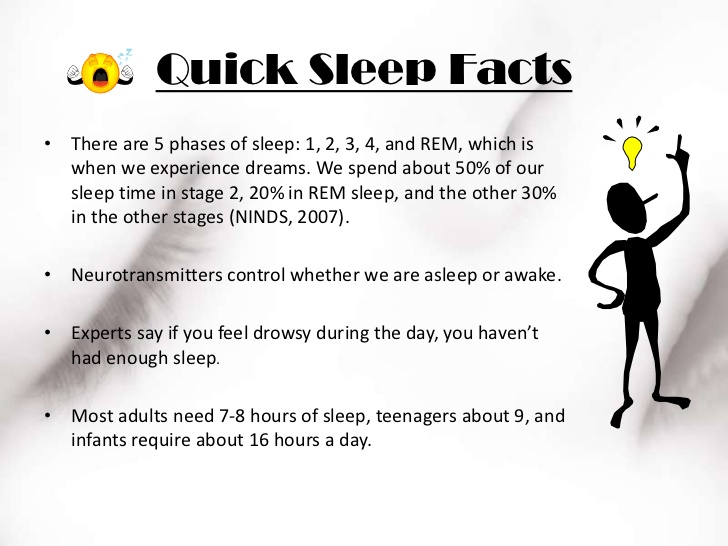 Quick Sleep Facts
• There are 5 phases of sleep: 1, 2, 3, 4, and REM, which is
when we experience dreams. We spend about 50% of our
sleep time in stage 2, 20% in REM sleep, and the other 30%
in the other stages (NINDS, 2007).
• Neurotransmitters control whether we are asleep or awake.
• Experts say if you feel drowsy during the day, you haven’t
had enough sleep.
• Most adults need 7-8 hours of sleep, teenagers about 9, and
infants require about 16 hours a day.